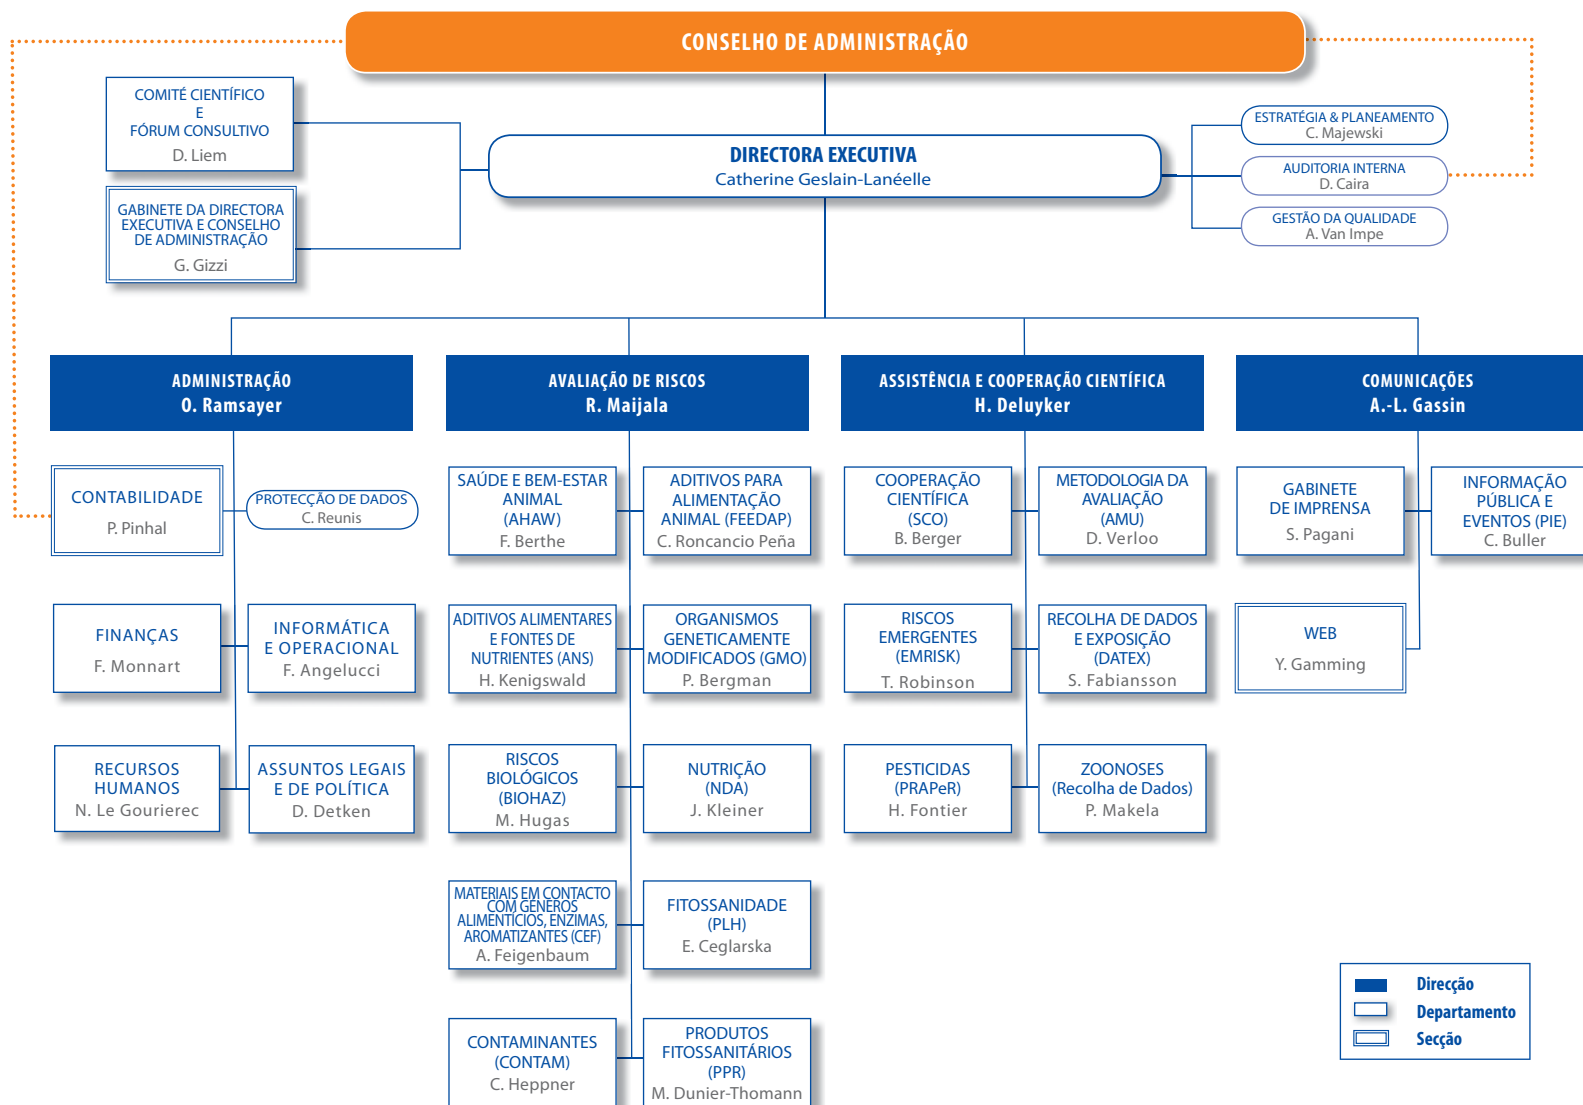 CONSELHO DE ADMINISTRAÇÃO
COMITÉ CIENTÍFICO
E
FÓRUM CONSULTIVO
D. Liem
GABINETE DA DIRECTORA
EXECUTIVA E CONSELHO
DE ADMINISTRAÇÃO
G. Gizzi
DIRECTORA EXECUTIVA
Catherine Geslain-Lanéelle
ESTRATÉGIA & PLANEAMENTO
C. Majewski
AUDITORIA INTERNA
D. Caira
GESTÃO DA QUALIDADE
A. Van Impe
ADMINISTRAÇÃO
O. Ramsayer
AVALIAÇÃO DE RISCOS
R. Maijala
ASSISTÊNCIA E COOPERAÇÃO CIENTÍFICA
H. Deluyker
COMUNICAÇÕES
A.-L. Gassin
CONTABILIDADE
P. Pinhal
PROTECÇÃO DE DADOS
C. Reunis
FINANÇAS
F. Monnart
INFORMÁTICA
E OPERACIONAL
F. Angelucci
RECURSOS
HUMANOS
N. Le Gourierec
ASSUNTOS LEGAIS
E DE POLÍTICA
D. Detken
SAÚDE E BEM-ESTAR
ANIMAL
(AHAW)
F. Berthe
ADITIVOS PARA
ALIMENTAÇÃO
ANIMAL (FEEDAP)
C. Roncancio Peña
ADITIVOS ALIMENTARES
E FONTES DE
NUTRIENTES (ANS)
H. Kenigswald
ORGANISMOS
GENETICAMENTE
MODIFICADOS (GMO)
P. Bergman
RISCOS
BIOLÓGICOS
(BIOHAZ)
M. Hugas
NUTRIÇÃO
(NDA)
J. Kleiner
MATERIAIS EM CONTACTO
COM GÉNEROS
ALIMENTÍCIOS, ENZIMAS,
AROMATIZANTES (CEF)
A. Feigenbaum
FITOSSANIDADE
(PLH)
E. Ceglarska
CONTAMINANTES
(CONTAM)
C. Heppner
PRODUTOS
FITOSSANITÁRIOS
(PPR)
M. Dunier-Thomann
COOPERAÇÃO
CIENTÍFICA
(SCO)
B. Berger
METODOLOGIA DA
AVALIAÇÃO
(AMU)
D. Verloo
RISCOS
EMERGENTES
(EMRISK)
T. Robinson
RECOLHA DE DADOS
E EXPOSIÇÃO
(DATEX)
S. Fabiansson
PESTICIDAS
(PRAPeR)
H. Fontier
ZOONOSES
(Recolha de Dados)
P. Makela
GABINETE
DE IMPRENSA
S. Pagani
INFORMAÇÃO
PÚBLICA E
EVENTOS (PIE)
C. Buller
WEB
Y. Gamming
Direcção
Departamento
Secção